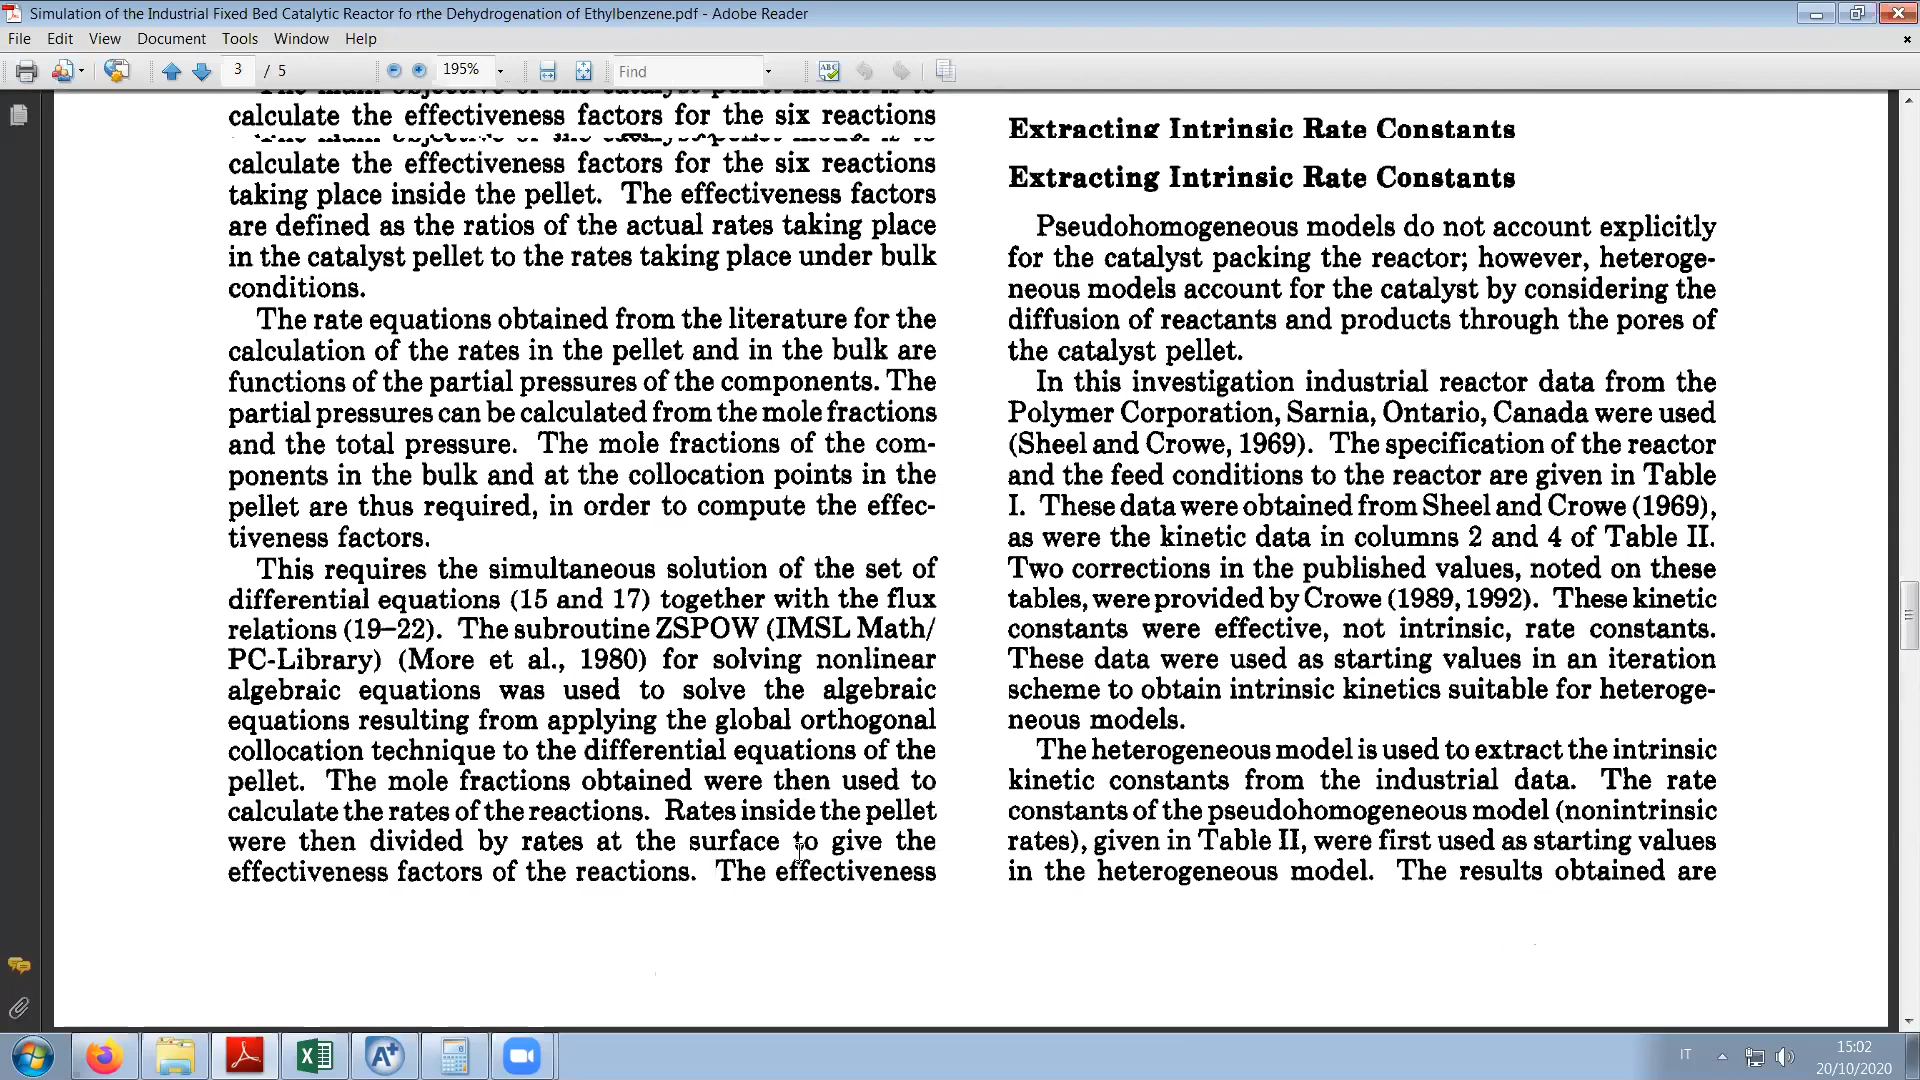 Simulation of the Industrial Fixed Bed Catalytic Reactor fo rthe Dehydrogenation of Ethylbenzene.pdf - Adobe Reader
File Edit View Document Tools Window Help
3 / 5 195% Find
calculate the effectiveness factors for the six reactions
calculate the effectiveness factors for the six reactions
taking place inside the pellet. The effectiveness factors
are defined as the ratios of the actual rates taking place
in the catalyst pellet to the rates taking place under bulk
conditions.
The rate equations obtained from the literature for the
calculation of the rates in the pellet and in the bulk are
functions of the partial pressures of the components. The
partial pressures can be calculated from the mole fractions
and the total pressure. The mole fractions of the com-
ponents in the bulk and at the collocation points in the
pellet are thus required, in order to compute the effec-
tiveness factors.
This requires the simultaneous solution of the set of
differential equations (15 and 17) together with the flux
relations (19–22). The subroutine ZSPOW (IMSL Math/
PC-Library) (More et al., 1980) for solving nonlinear
algebraic equations was used to solve the algebraic
equations resulting from applying the global orthogonal
collocation technique to the differential equations of the
pellet. The mole fractions obtained were then used to
calculate the rates of the reactions. Rates inside the pellet
were then divided by rates at the surface to give the
effectiveness factors of the reactions. The effectiveness
Extracting Intrinsic Rate Constants
Extracting Intrinsic Rate Constants
Pseudohomogeneous models do not account explicitly
for the catalyst packing the reactor; however, heteroge-
neous models account for the catalyst by considering the
diffusion of reactants and products through the pores of
the catalyst pellet.
In this investigation industrial reactor data from the
Polymer Corporation, Sarnia, Ontario, Canada were used
(Sheel and Crowe, 1969). The specification of the reactor
and the feed conditions to the reactor are given in Table
I. These data were obtained from Sheel and Crowe (1969),
as were the kinetic data in columns 2 and 4 of Table II.
Two corrections in the published values, noted on these
tables, were provided by Crowe (1989, 1992). These kinetic
constants were effective, not intrinsic, rate constants.
These data were used as starting values in an iteration
scheme to obtain intrinsic kinetics suitable for heteroge-
neous models.
The heterogeneous model is used to extract the intrinsic
kinetic constants from the industrial data. The rate
constants of the pseudohomogeneous model (nonintrinsic
rates), given in Table II, were first used as starting values
in the heterogeneous model. The results obtained are
IT
15:02
20/10/2020